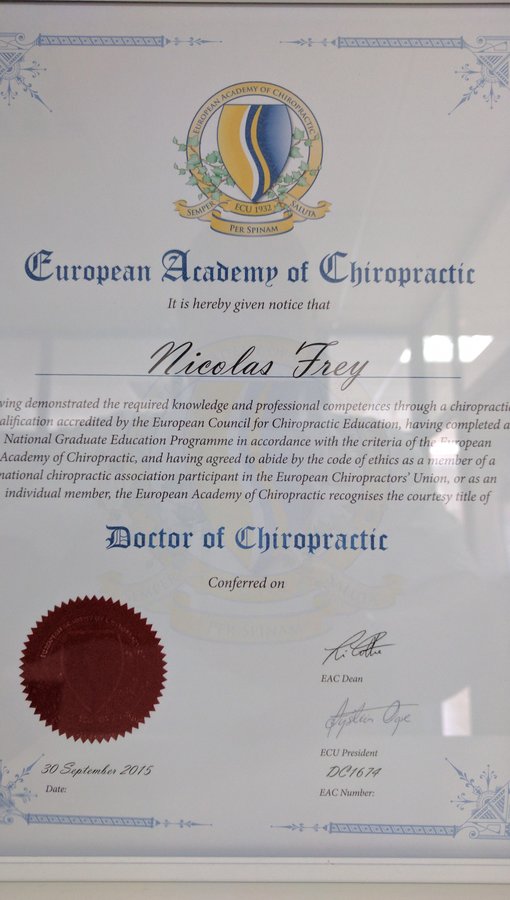 EUROPEAN ACADEMY OF CHIROPRACTIC
SEMPER ECU 1932 SALUTA
PER SPINAM
European Academy of Chiropractic
It is hereby given notice that
Nicolas Frey
ving demonstrated the required knowledge and professional competences through a chiropractic
alification accredited by the European Council for Chiropractic Education, having completed a
National Graduate Education Programme in accordance with the criteria of the European
Academy of Chiropractic, and having agreed to abide by the code of ethics as a member of a
national chiropractic association participant in the European Chiropractors' Union, or as an
individual member, the European Academy of Chiropractic recognises the courtesy title of
Doctor of Chiropractic
Conferred on
EAC Dean
ECU President
30 September 2015
DC1674
Date:
EAC Number: